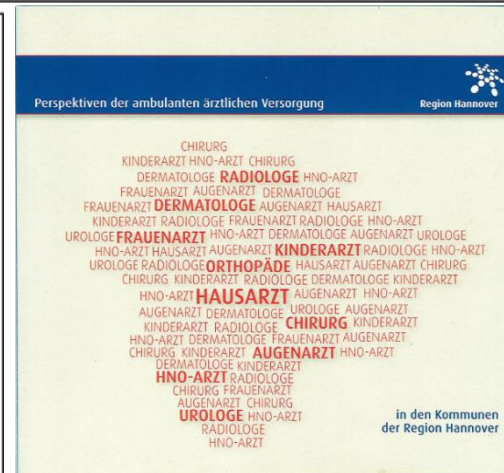 Perspektiven der ambulanten ärztlichen Versorgung
Region Hannover
CHIRURG
KINDERARZT HNO-ARZT CHIRURG
DERMATOLOGE RADIOLOGE HNO-ARZT
FRAUENARZT AUGENARZT DERMATOLOGE
FRAUENARZT DERMATOLOGE AUGENARZT HAUSARZT
KINDERARZT RADIOLOGE FRAUENARZT RADIOLOGE HNO-ARZT
UROLOGE FRAUENARZT HNO-ARZT DERMATOLOGE AUGENARZT UROLOGE
HNO-ARZT HAUSARZT AUGENARZT KINDERARZT RADIOLOGE HNO-ARZT
UROLOGE RADIOLOGE ORTHOPÄDE HAUSARZT AUGENARZT CHIRURG
CHIRURG KINDERARZT RADIOLOGE DERMATOLOGE KINDERARZT
HNO-ARZT HAUSARZT AUGENARZT HNO-ARZT
AUGENARZT DERMATOLOGE UROLOGE AUGENARZT
KINDERARZT RADIOLOGE CHIRURG KINDERARZT
HNO-ARZT DERMATOLOGE FRAUENARZT AUGENARZT
CHIRURG KINDERARZT AUGENARZT HNO-ARZT
DERMATOLOGE KINDERARZT
HNO-ARZT RADIOLOGE
CHIRURG FRAUENARZT
AUGENARZT CHIRURG
UROLOGE HNO-ARZT
RADIOLOGE
HNO-ARZT
in den Kommunen
der Region Hannover